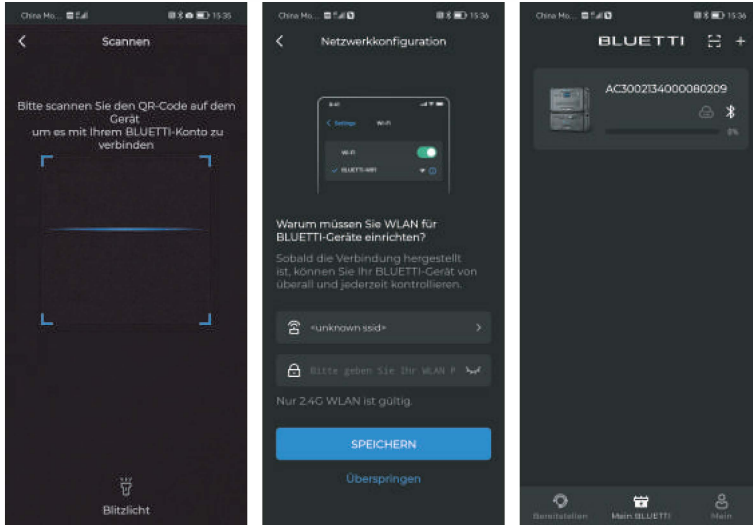 China Mo... 15:35
Scannen
Bitte scannen Sie den QR-Code auf dem
Gerät
um es mit Ihrem BLUETTI-Konto zu
verbinden
Blitzlicht
China Mo... 15:36
Netzwerkkonfiguration
Settings Wi-Fi
Wi-Fi
BLUETTI-WIFI
Warum müssen Sie WLAN für
BLUETTI-Geräte einrichten?
Sobald die Verbindung hergestellt
ist, können Sie Ihr BLUETTI-Gerät von
überall und jederzeit kontrollieren.
<unknown ssid>
Bitte geben Sie Ihr WLAN P
Nur 2.4G WLAN ist gültig.
SPEICHERN
Überspringen
China Mo... 15:36
BLUETTI
AC3002134000080209
0%
Bereitstellen Mein BLUETTI Mein